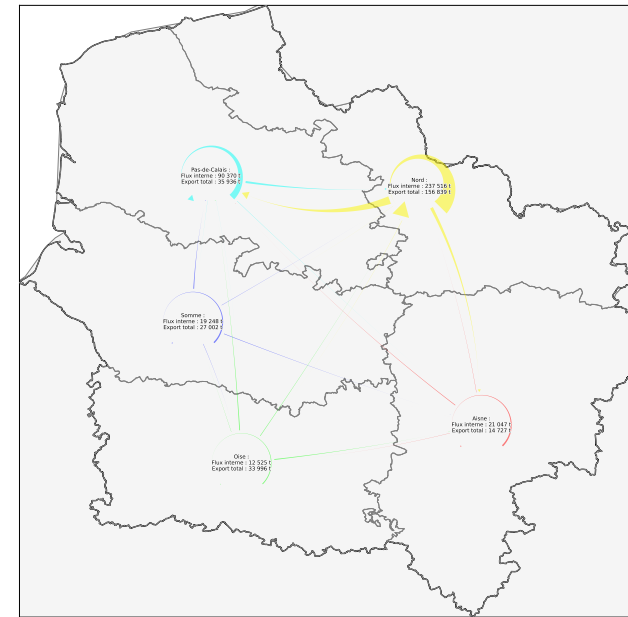 Pas-de-Calais :
Flux interne : 90 370 t
Export total : 35 936 t
Nord :
Flux interne : 237 516 t
Export total : 156 839 t
Somme :
Flux interne : 19 248 t
Export total : 27 002 t
Aisne :
Flux interne : 21 047 t
Export total : 14 727 t
Oise :
Flux interne : 12 525 t
Export total : 33 996 t